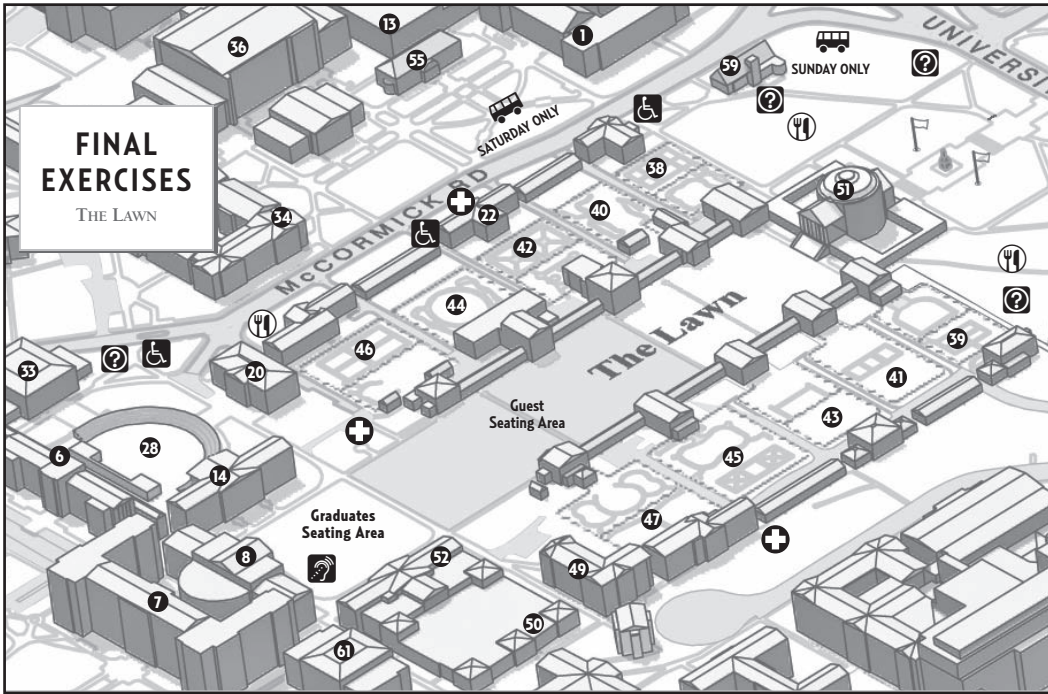 FINAL
EXERCISES
THE LAWN
UNIVERSI
SUNDAY ONLY
SATURDAY ONLY
McCORMICK RD
The Lawn
Guest
Seating Area
Graduates
Seating Area
36
13
55
1
59
?
?
38
51
34
22
40
42
44
46
20
33
?
28
6
14
8
7
52
50
61
49
47
45
43
41
39
?